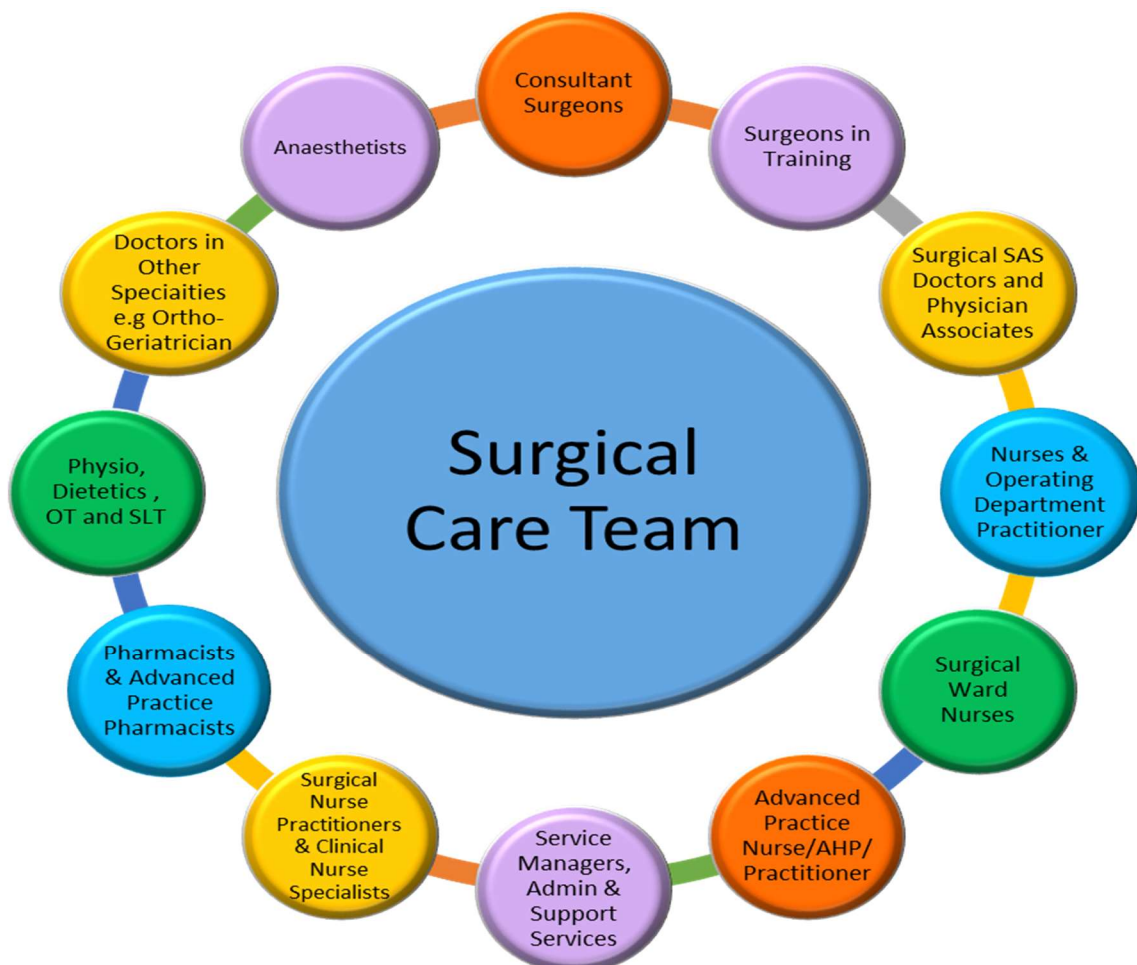 Consultant
Surgeons
Surgeons in
Training
Surgical SAS
Doctors and
Physician
Associates
Nurses &
Operating
Department
Practitioner
Surgical
Ward
Nurses
Advanced
Practice
Nurse/AHP/
Practitioner
Service
Managers,
Admin &
Support
Services
Surgical
Nurse
Practitioners
& Clinical
Nurse
Specialists
Pharmacists
& Advanced
Practice
Pharmacists
Physio,
Dietetics ,
OT and SLT
Doctors in
Other
Speciaities
e.g Ortho-
Geriatrician
Anaesthetists
Surgical
Care Team